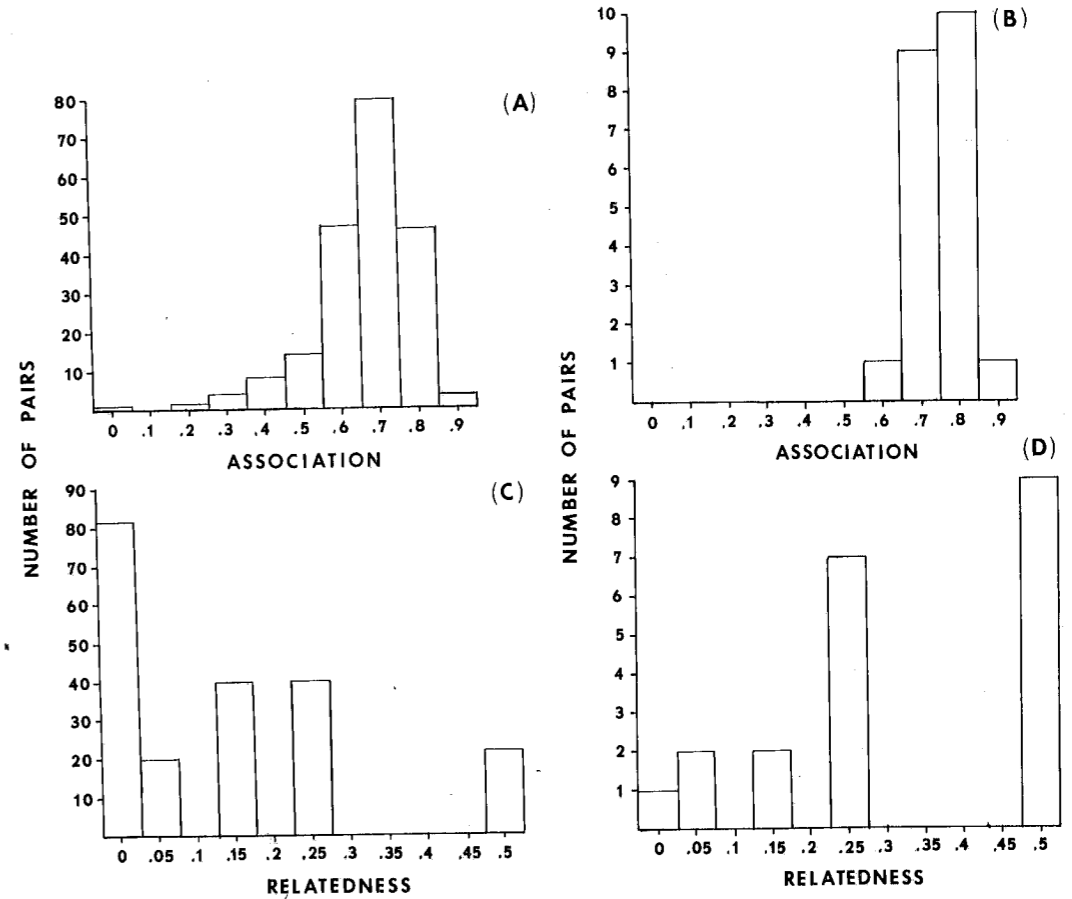 (A)
80
70
60
50
40
30
20
10
0 .1 .2 .3 .4 .5 .6 .7 .8 .9
ASSOCIATION
(B)
10
9
8
7
6
5
4
3
2
1
0 .1 .2 .3 .4 .5 .6 .7 .8 .9
ASSOCIATION
NUMBER OF PAIRS
(C)
90
80
70
60
50
40
30
20
10
0 .05 .1 .15 .2 .25 .3 .35 .4 .45 .5
RELATEDNESS
NUMBER OF PAIRS
(D)
9
8
7
6
5
4
3
2
1
0 .05 .1 .15 .2 .25 .3 .35 .4 .45 .5
RELATEDNESS